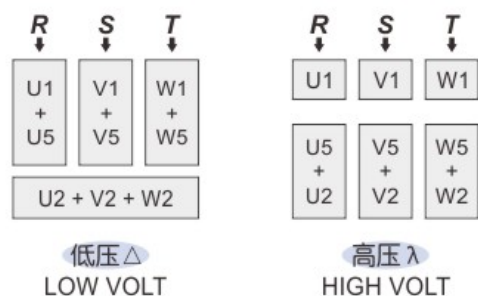 R S T
U1 + U5
V1 + V5
W1 + W5
U2 + V2 + W2
低压 △
LOW VOLT
R S T
U1
V1
W1
U5 + U2
V5 + V2
W5 + W2
高压 λ
HIGH VOLT